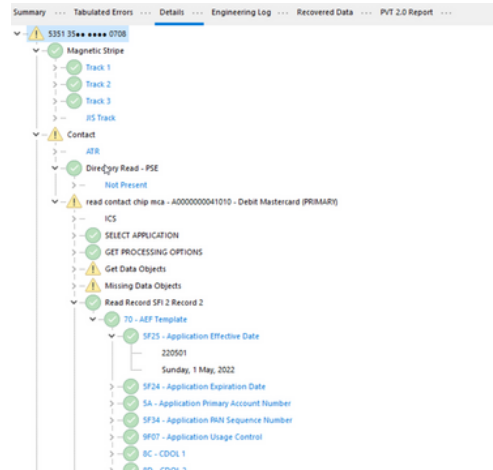 Summary ... Tabulated Errors ... Details ... Engineering Log ... Recovered Data ... PVT 2.0 Report ...
5351 35●● ●●●● 0708
Magnetic Stripe
Track 1
Track 2
Track 3
JIS Track
Contact
ATR
Directory Read - PSE
Not Present
read contact chip mca - A0000000041010 - Debit Mastercard (PRIMARY)
ICS
SELECT APPLICATION
GET PROCESSING OPTIONS
Get Data Objects
Missing Data Objects
Read Record SFI 2 Record 2
70 - AEF Template
5F25 - Application Effective Date
220501
Sunday, 1 May, 2022
5F24 - Application Expiration Date
5A - Application Primary Account Number
5F34 - Application PAN Sequence Number
9F07 - Application Usage Control
8C - CDOL 1